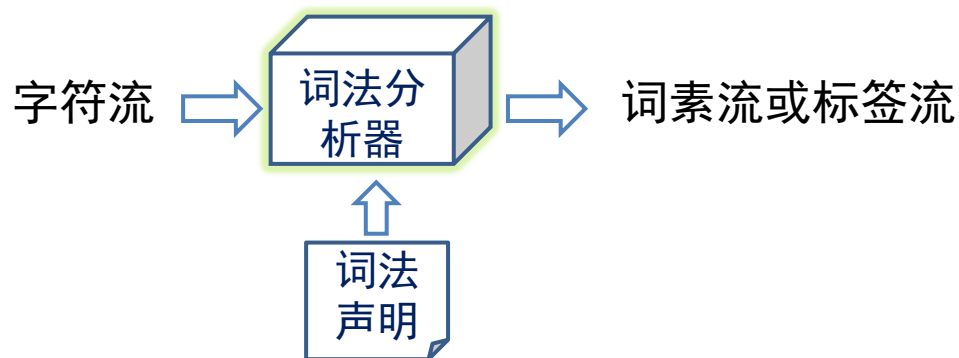 字符流
词法分
析器
词素流或标签流
词法
声明